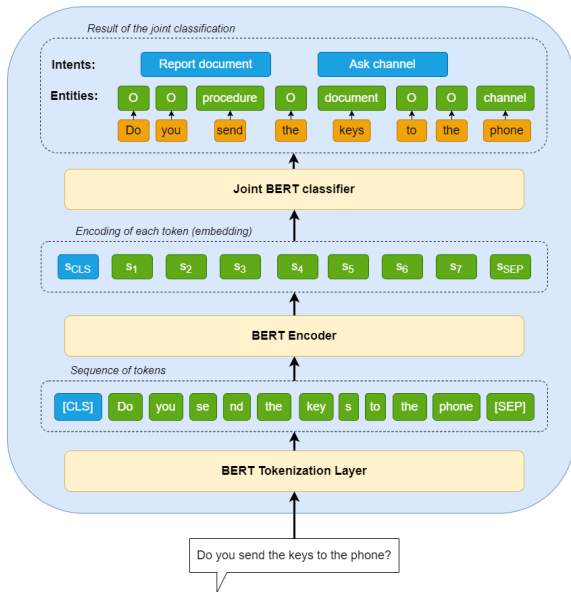 Result of the joint classification
Intents: Report document Ask channel
Entities: O O procedure O document O O channel
Do you send the keys to the phone
Joint BERT classifier
Encoding of each token (embedding)
sCLS s1 s2 s3 s4 s5 s6 s7 sSEP
BERT Encoder
Sequence of tokens
[CLS] Do you se nd the key s to the phone [SEP]
BERT Tokenization Layer
Do you send the keys to the phone?